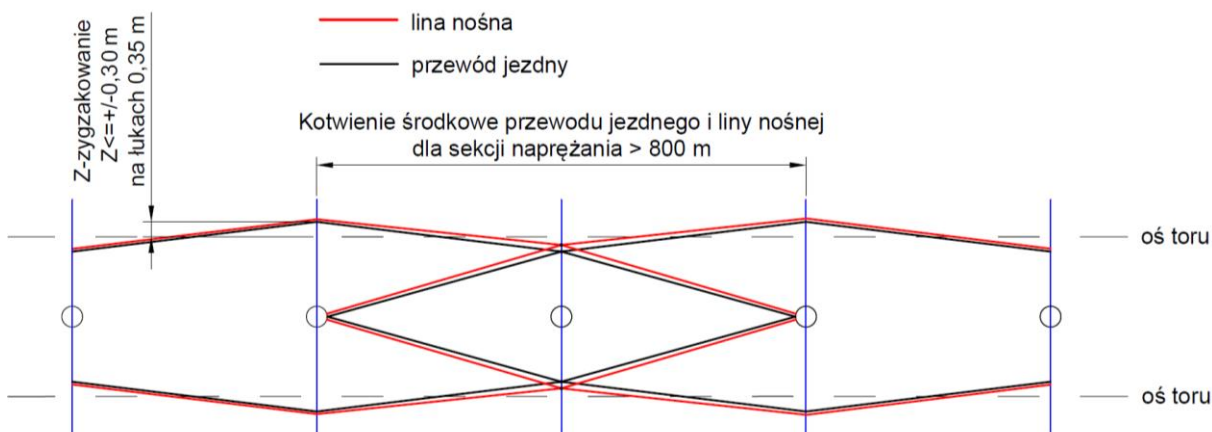 lina nośna
przewód jezdny
Z-zygzakowanie
Z<=+/-0,30 m
na łukach 0,35 m
Kotwienie środkowe przewodu jezdnego i liny nośnej
dla sekcji naprężania > 800 m
oś toru
oś toru